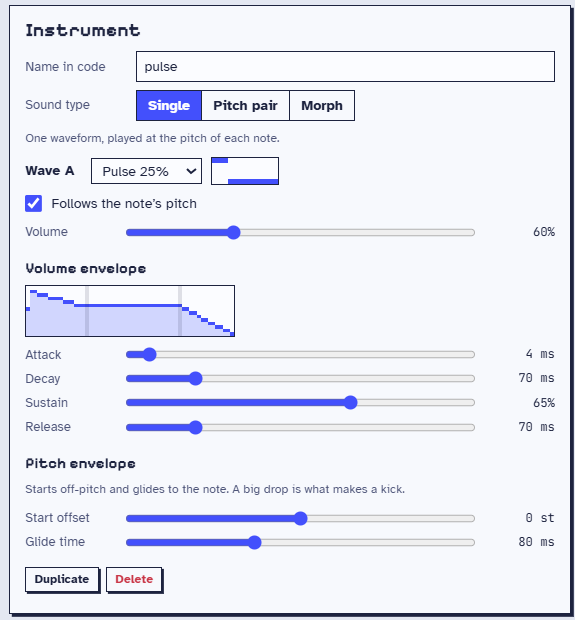 Instrument
Name in code pulse
Sound type Single Pitch pair Morph
One waveform, played at the pitch of each note.
Wave A Pulse 25%
Follows the note's pitch
Volume 60%
Volume envelope
Attack 4 ms
Decay 70 ms
Sustain 65%
Release 70 ms
Pitch envelope
Starts off-pitch and glides to the note. A big drop is what makes a kick.
Start offset 0 st
Glide time 80 ms
Duplicate Delete